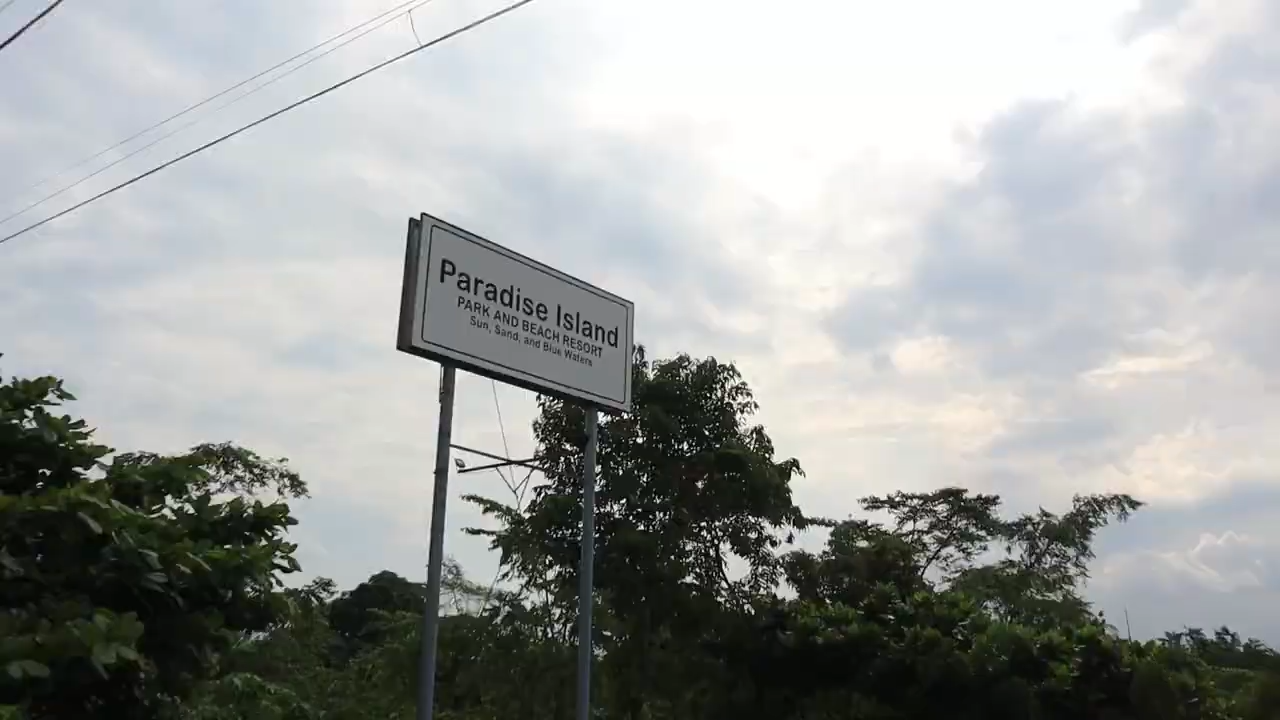 Paradise Island
PARK AND BEACH RESORT
Sun, Sand, and Blue Waters